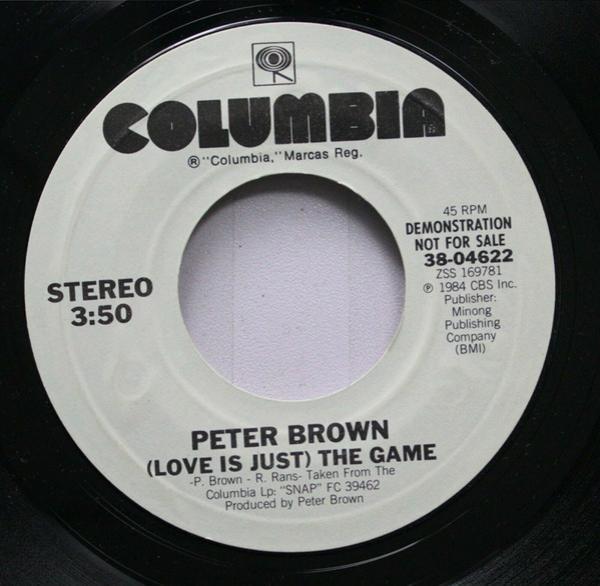 COLUMBIA
® "Columbia," Marcas Reg.
45 RPM
DEMONSTRATION
NOT FOR SALE
38-04622
ZSS 169781
℗ 1984 CBS Inc.
Publisher:
Minong
Publishing
Company
(BMI)
STEREO
3:50
PETER BROWN
(LOVE IS JUST) THE GAME
-P. Brown - R. Rans- Taken From The
Columbia Lp: "SNAP" FC 39462
Produced by Peter Brown